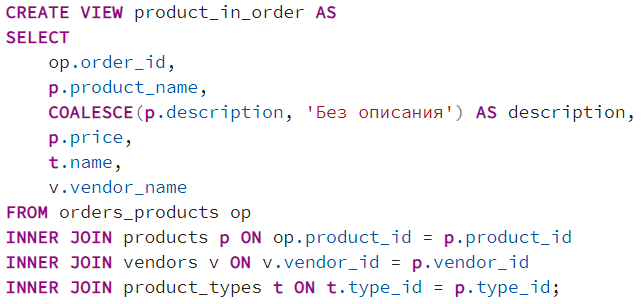 CREATE VIEW product_in_order AS
SELECT
op.order_id,
p.product_name,
COALESCE(p.description, 'Без описания') AS description,
p.price,
t.name,
v.vendor_name
FROM orders_products op
INNER JOIN products p ON op.product_id = p.product_id
INNER JOIN vendors v ON v.vendor_id = p.vendor_id
INNER JOIN product_types t ON t.type_id = p.type_id;